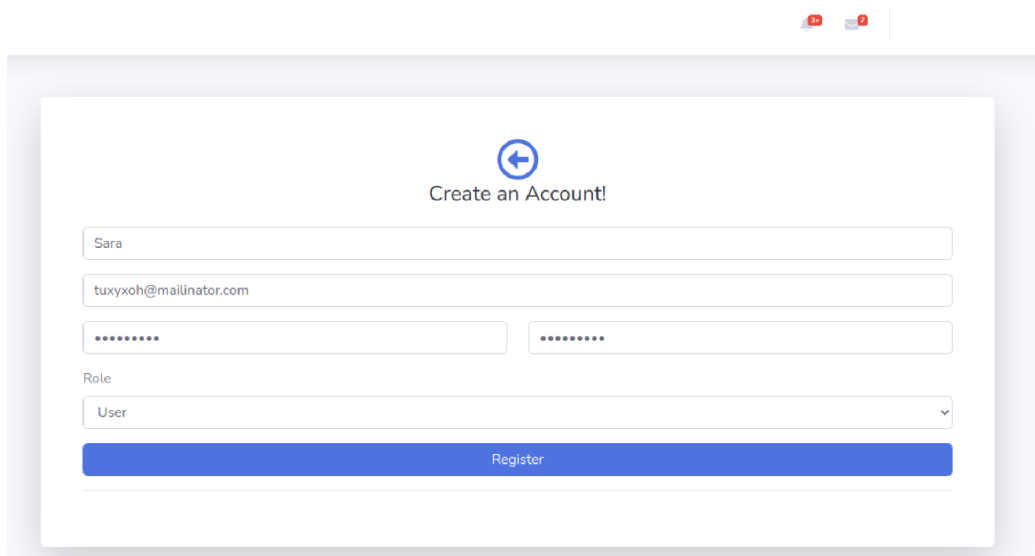 3+ 7
Create an Account!
Sara
tuxyxoh@mailinator.com
••••••••• •••••••••
Role
User
Register